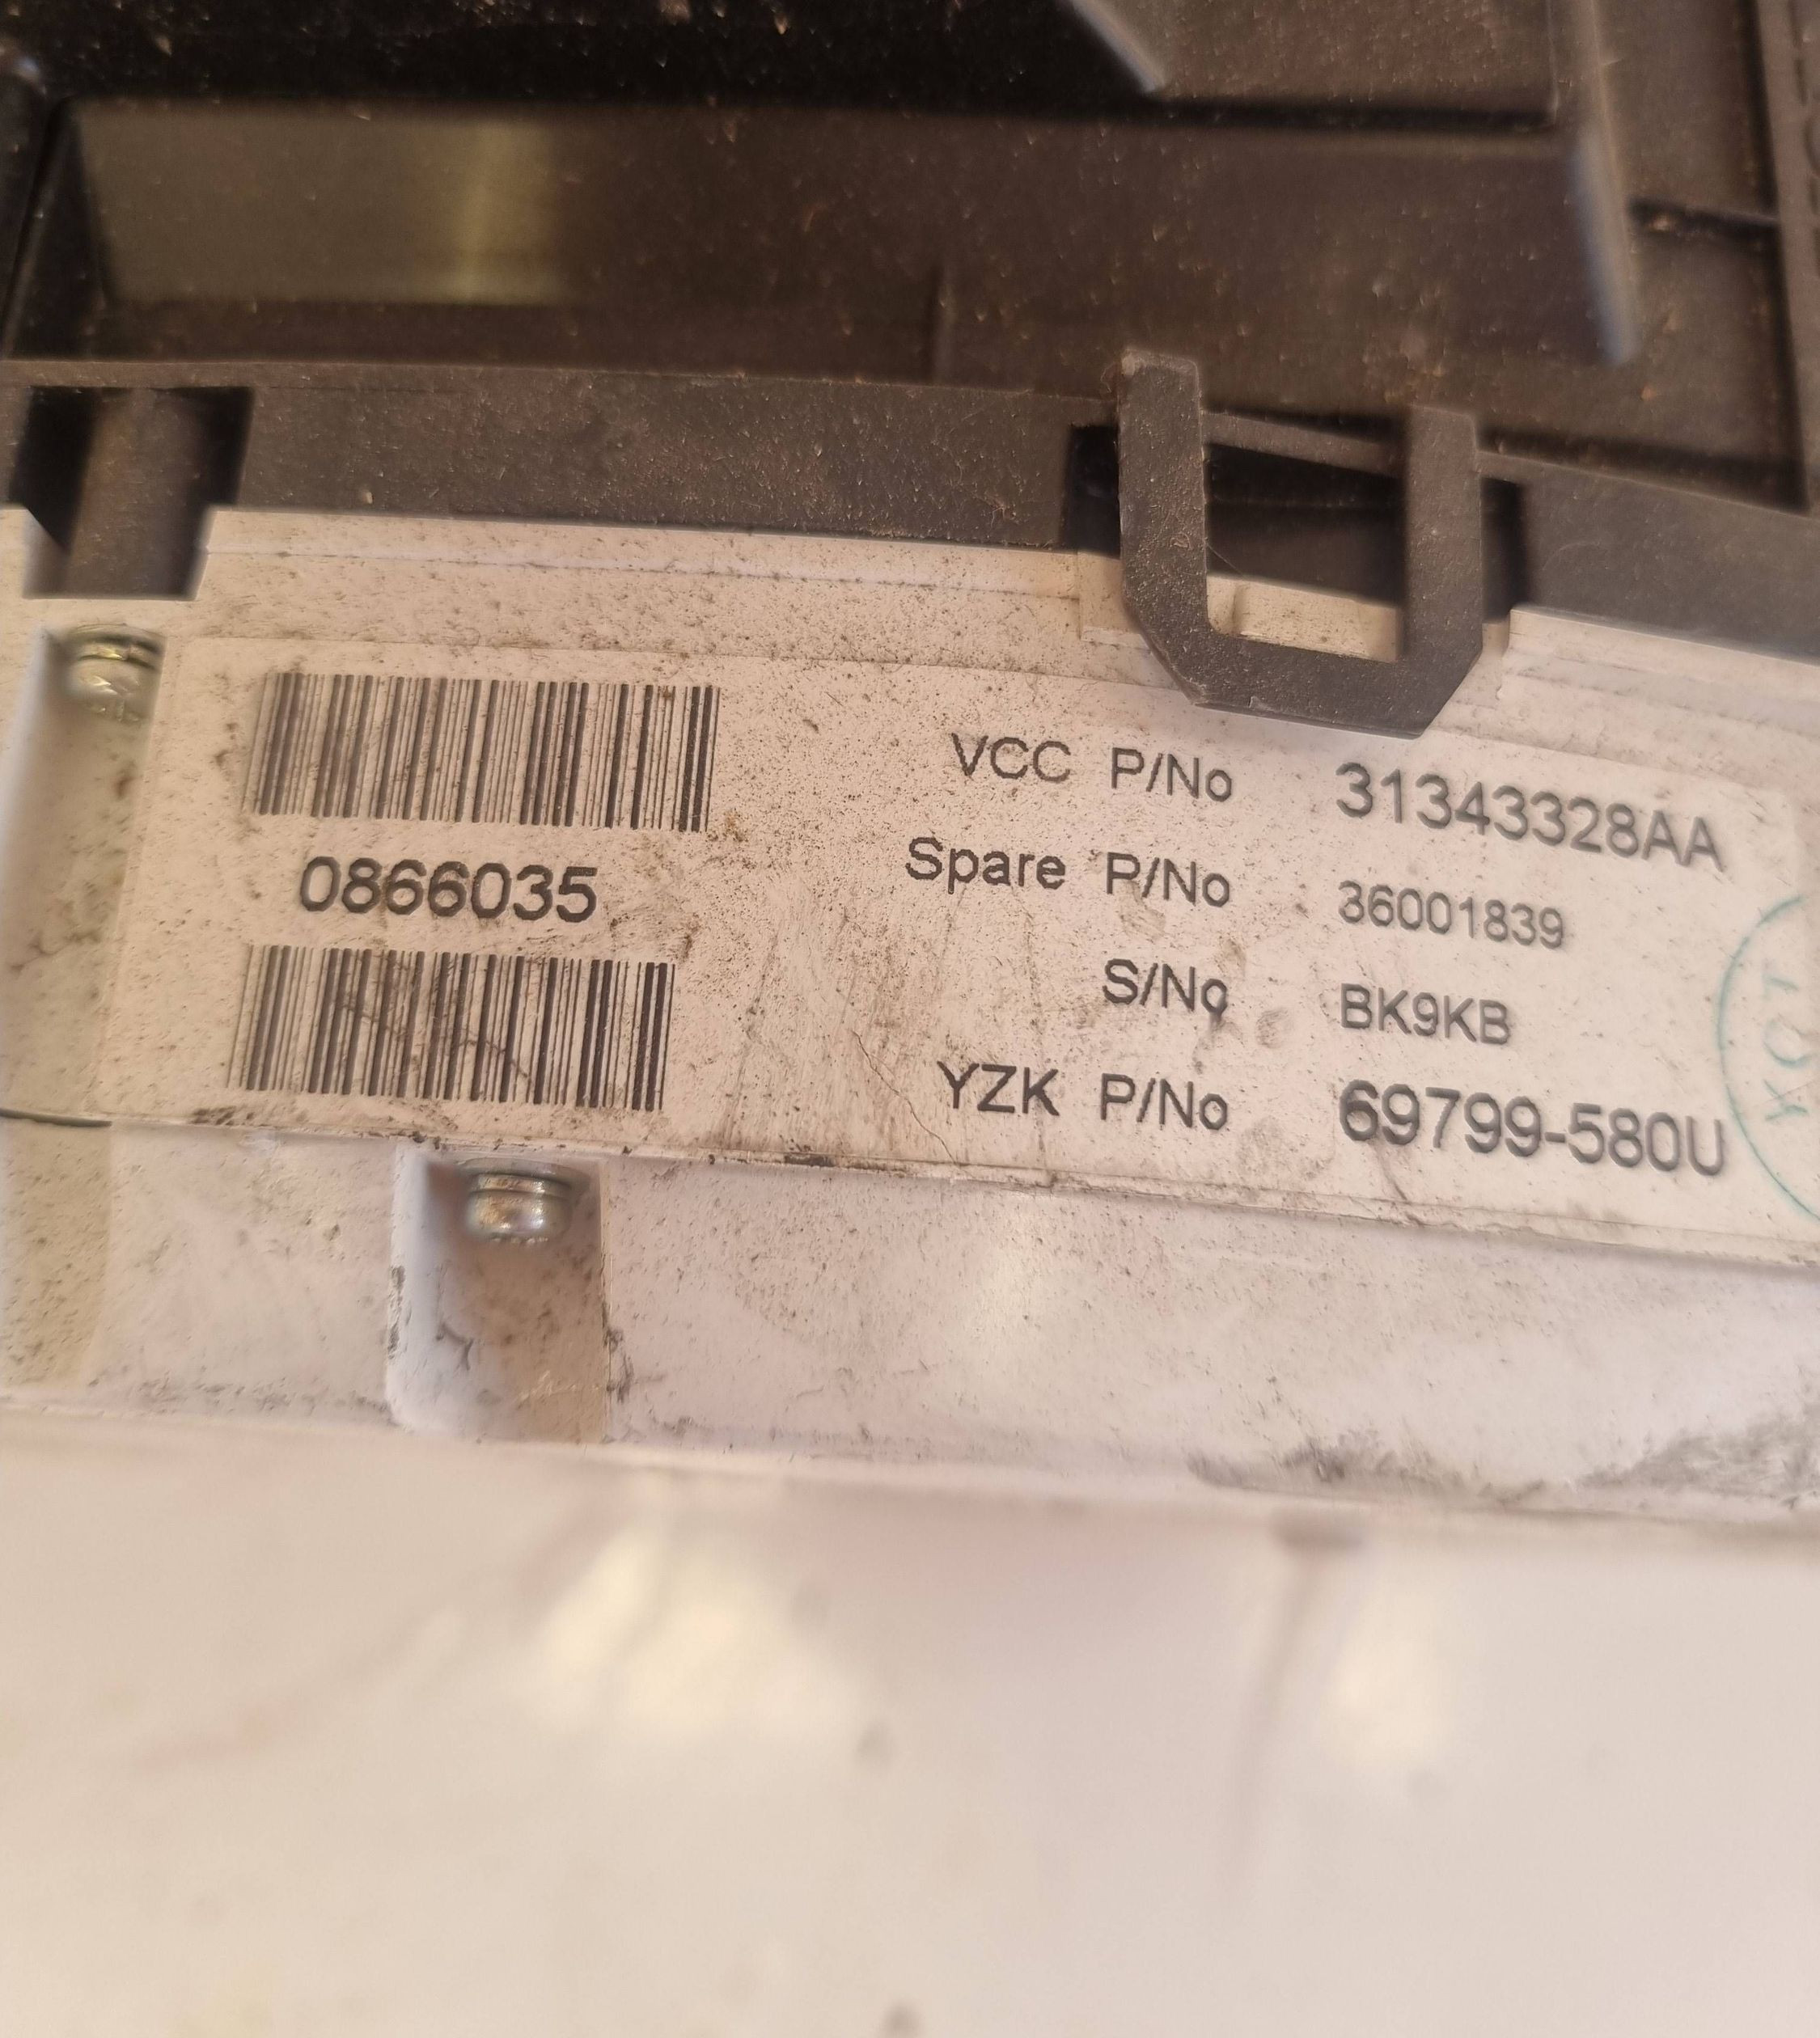 0866035
VCC P/No 31343328AA
Spare P/No 36001839
S/No BK9KB
YZK P/No 69799-580U